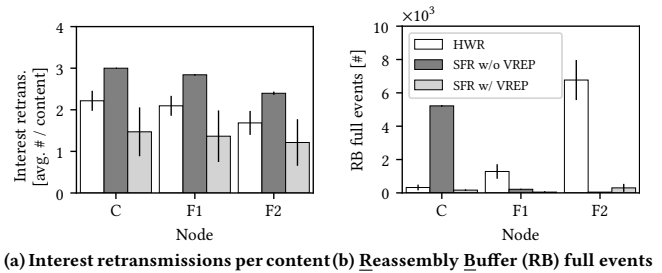 4
3
2
1
0
Interest retrans.
[avg. # / content]
C
F1
F2
Node
×10³
10
8
6
4
2
0
RB full events [#]
HWR
SFR w/o VREP
SFR w/ VREP
C
F1
F2
Node
(a) Interest retransmissions per content
(b) Reassembly Buffer (RB) full events